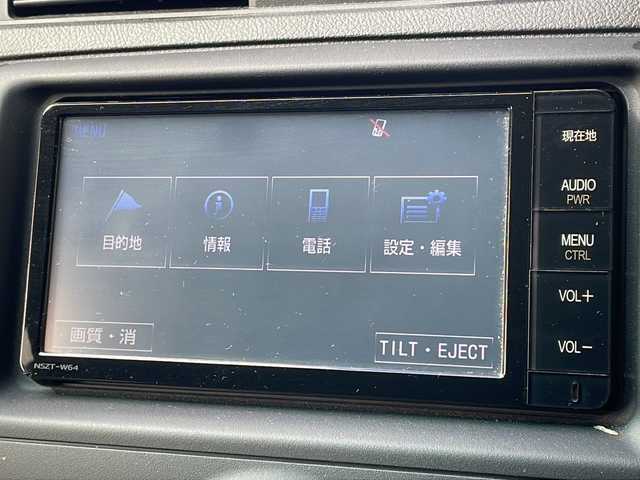 MENU
目的地
情報
電話
設定・編集
画質・消
TILT・EJECT
NSZT-W64
現在地
AUDIO
PWR
MENU
CTRL
VOL+
VOL−